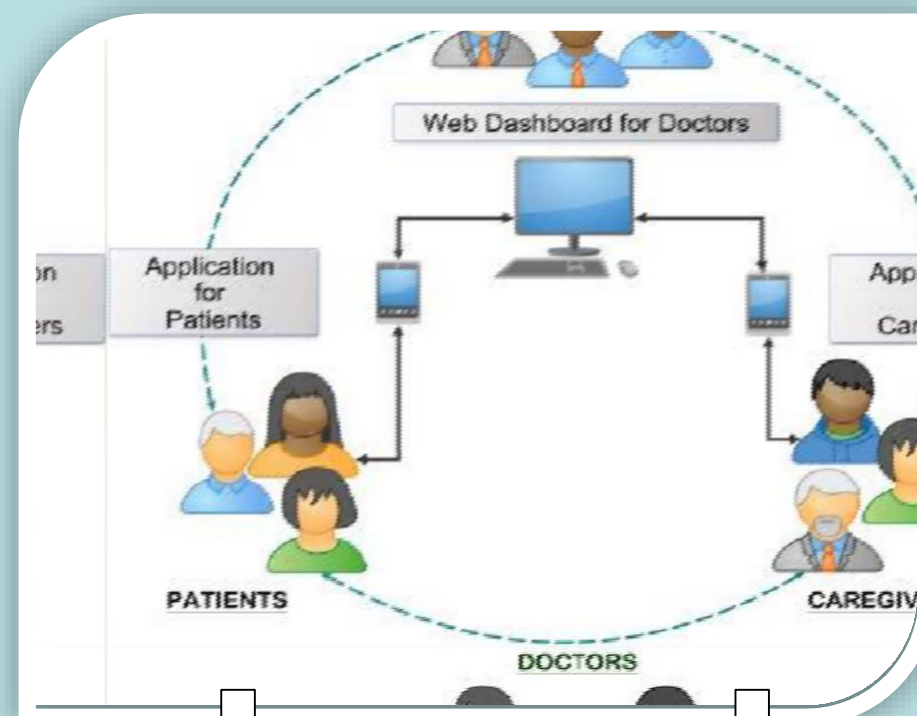 Web Dashboard for Doctors
Application
for
Patients
PATIENTS
DOCTORS